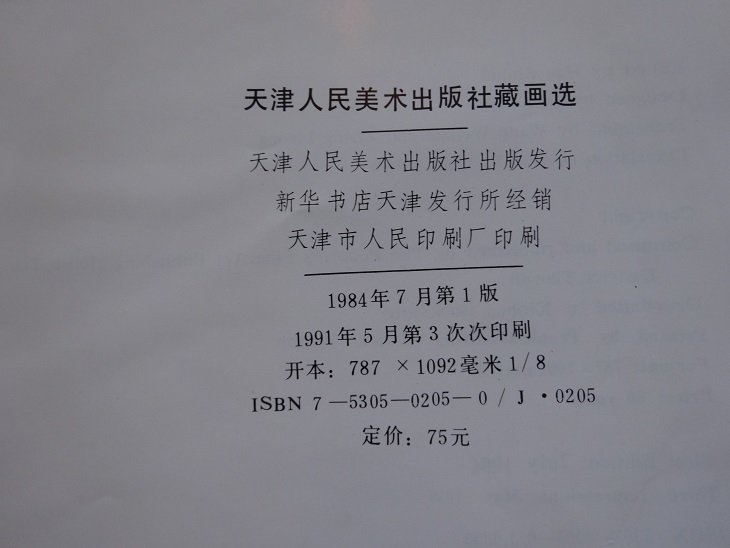 天津人民美术出版社藏画选
天津人民美术出版社出版发行
新华书店天津发行所经销
天津市人民印刷厂印刷
1984年7月第1版
1991年5月第3次次印刷
开本：787 ×1092毫米1/8
ISBN 7—5305—0205—0/J·0205
定价：75元